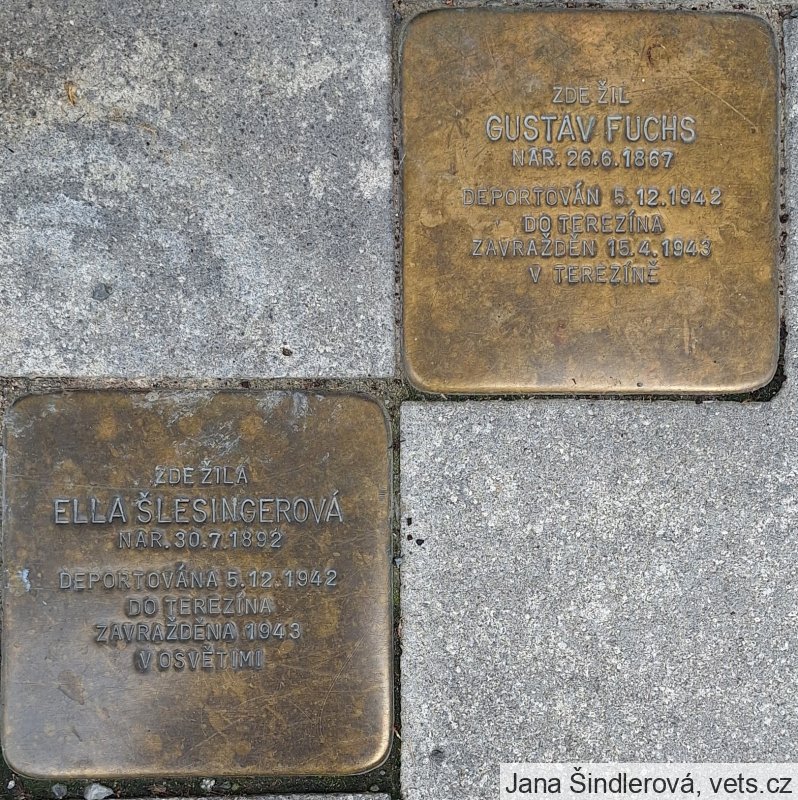 ZDE ŽIL
GUSTAV FUCHS
NAR. 26.6.1867
DEPORTOVÁN 5.12.1942
DO TEREZÍNA
ZAVRAŽDĚN 15.4.1943
V TEREZÍNĚ
ZDE ŽILA
ELLA ŠLESINGEROVÁ
NAR. 30.7.1892
DEPORTOVÁNA 5.12.1942
DO TEREZÍNA
ZAVRAŽDĚNA 1943
V OSVĚTIMI
Jana Šindlerová, vets.cz